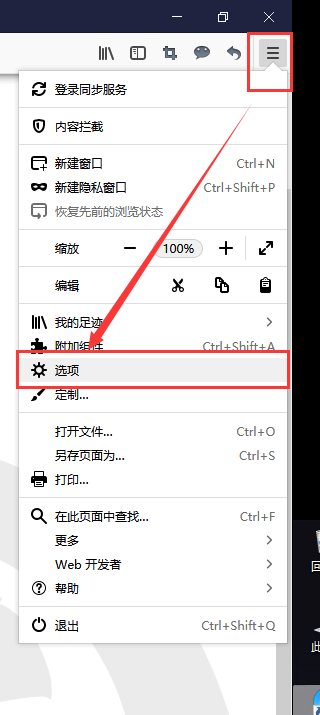 登录同步服务
内容拦截
新建窗口 Ctrl+N
新建隐私窗口 Ctrl+Shift+P
恢复先前的浏览状态
缩放 100%
编辑
我的足迹
附加组件 Ctrl+Shift+A
选项
定制...
打开文件... Ctrl+O
另存页面为... Ctrl+S
打印...
在此页面中查找... Ctrl+F
更多
Web 开发者
帮助
退出 Ctrl+Shift+Q
回
此